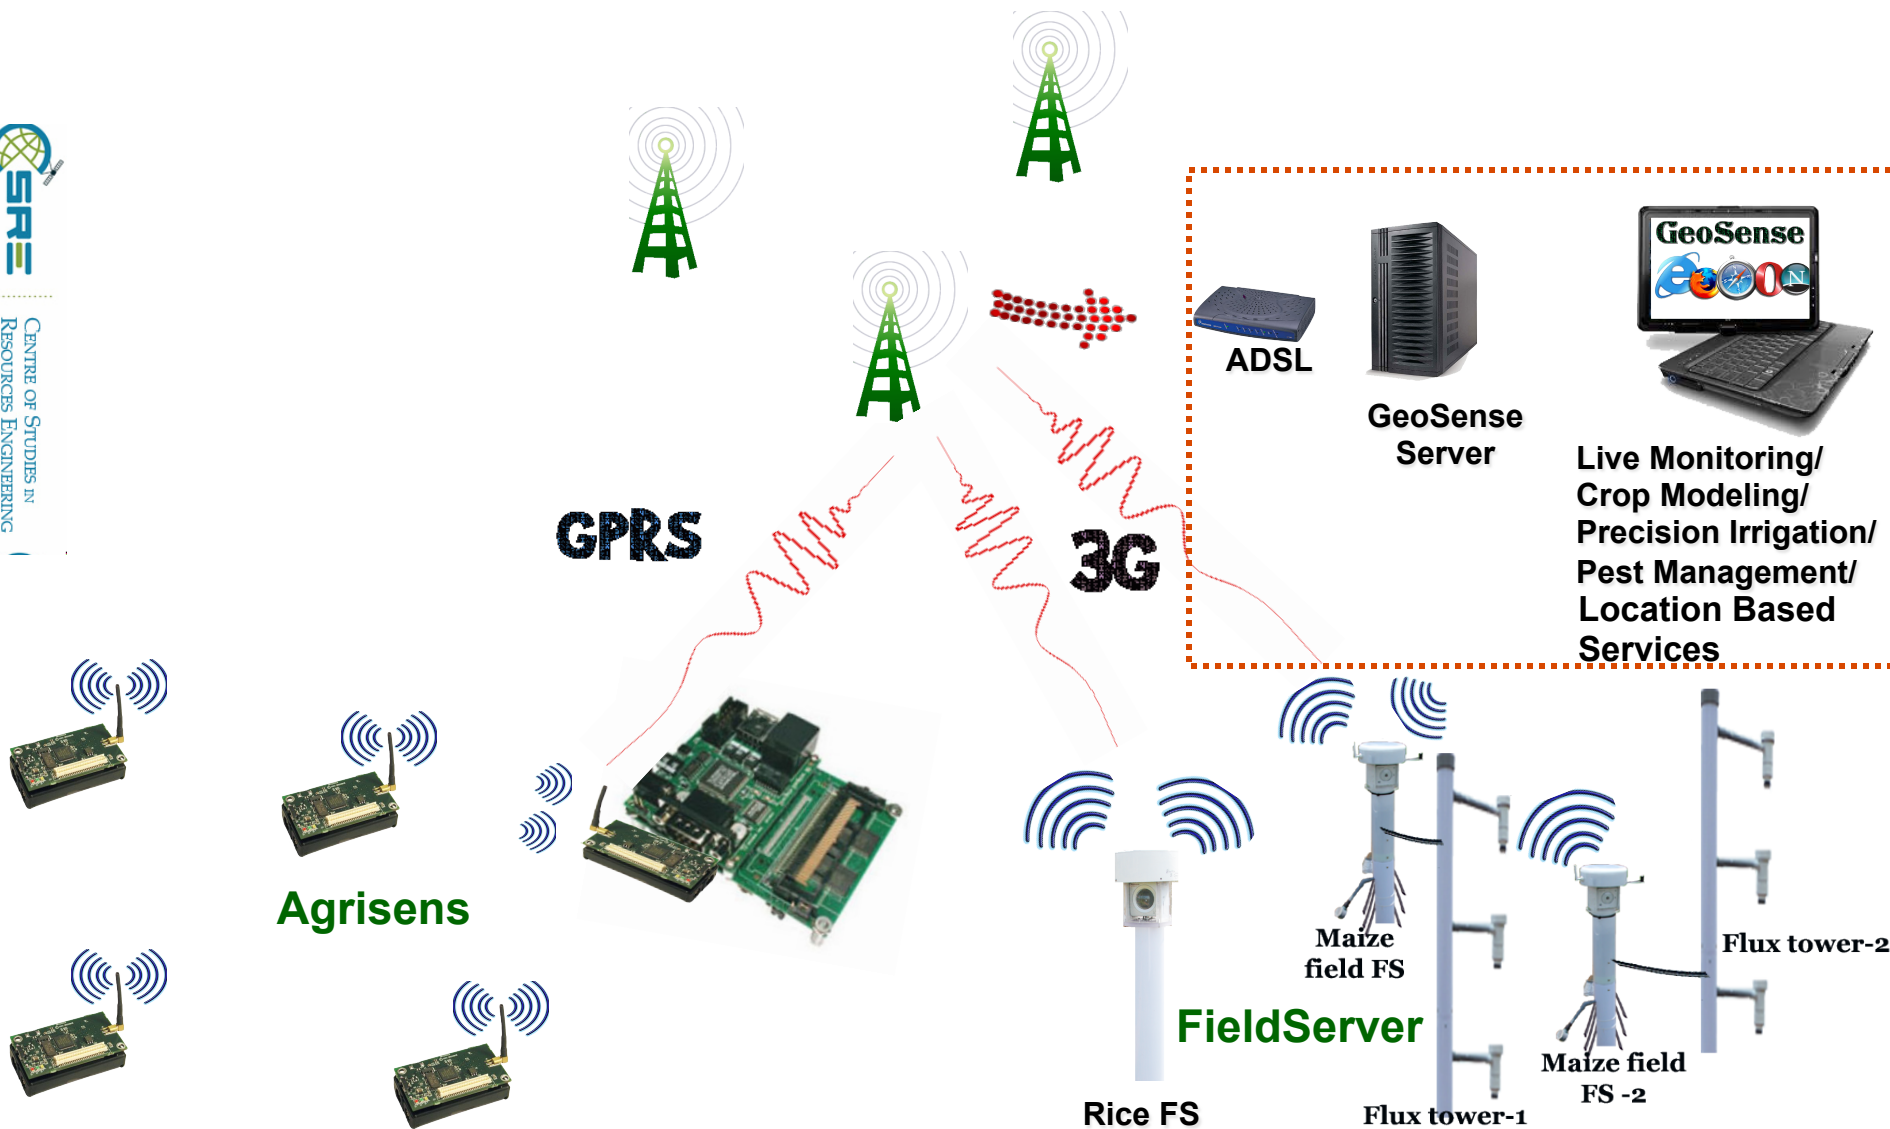 SRE
CENTRE OF STUDIES IN
RESOURCES ENGINEERING
GeoSense
N
ADSL
GeoSense
Server
Live Monitoring/
Crop Modeling/
Precision Irrigation/
Pest Management/
Location Based
Services
GPRS
3G
Agrisens
Maize
field FS
Flux tower-2
FieldServer
Maize field
FS -2
Rice FS
Flux tower-1